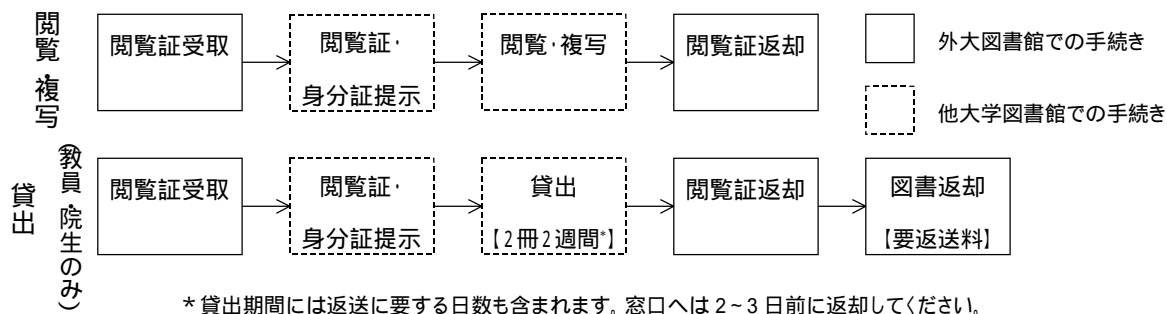 閲覧・複写
閲覧証受取
閲覧証・
身分証提示
閲覧・複写
閲覧証返却
外大図書館での手続き
他大学図書館での手続き
貸出
(教員・院生のみ)
閲覧証受取
閲覧証・
身分証提示
貸出
【2冊2週間*】
閲覧証返却
図書返却
【要返送料】
*貸出期間には返送に要する日数も含まれます。窓口へは2~3日前に返却してください。